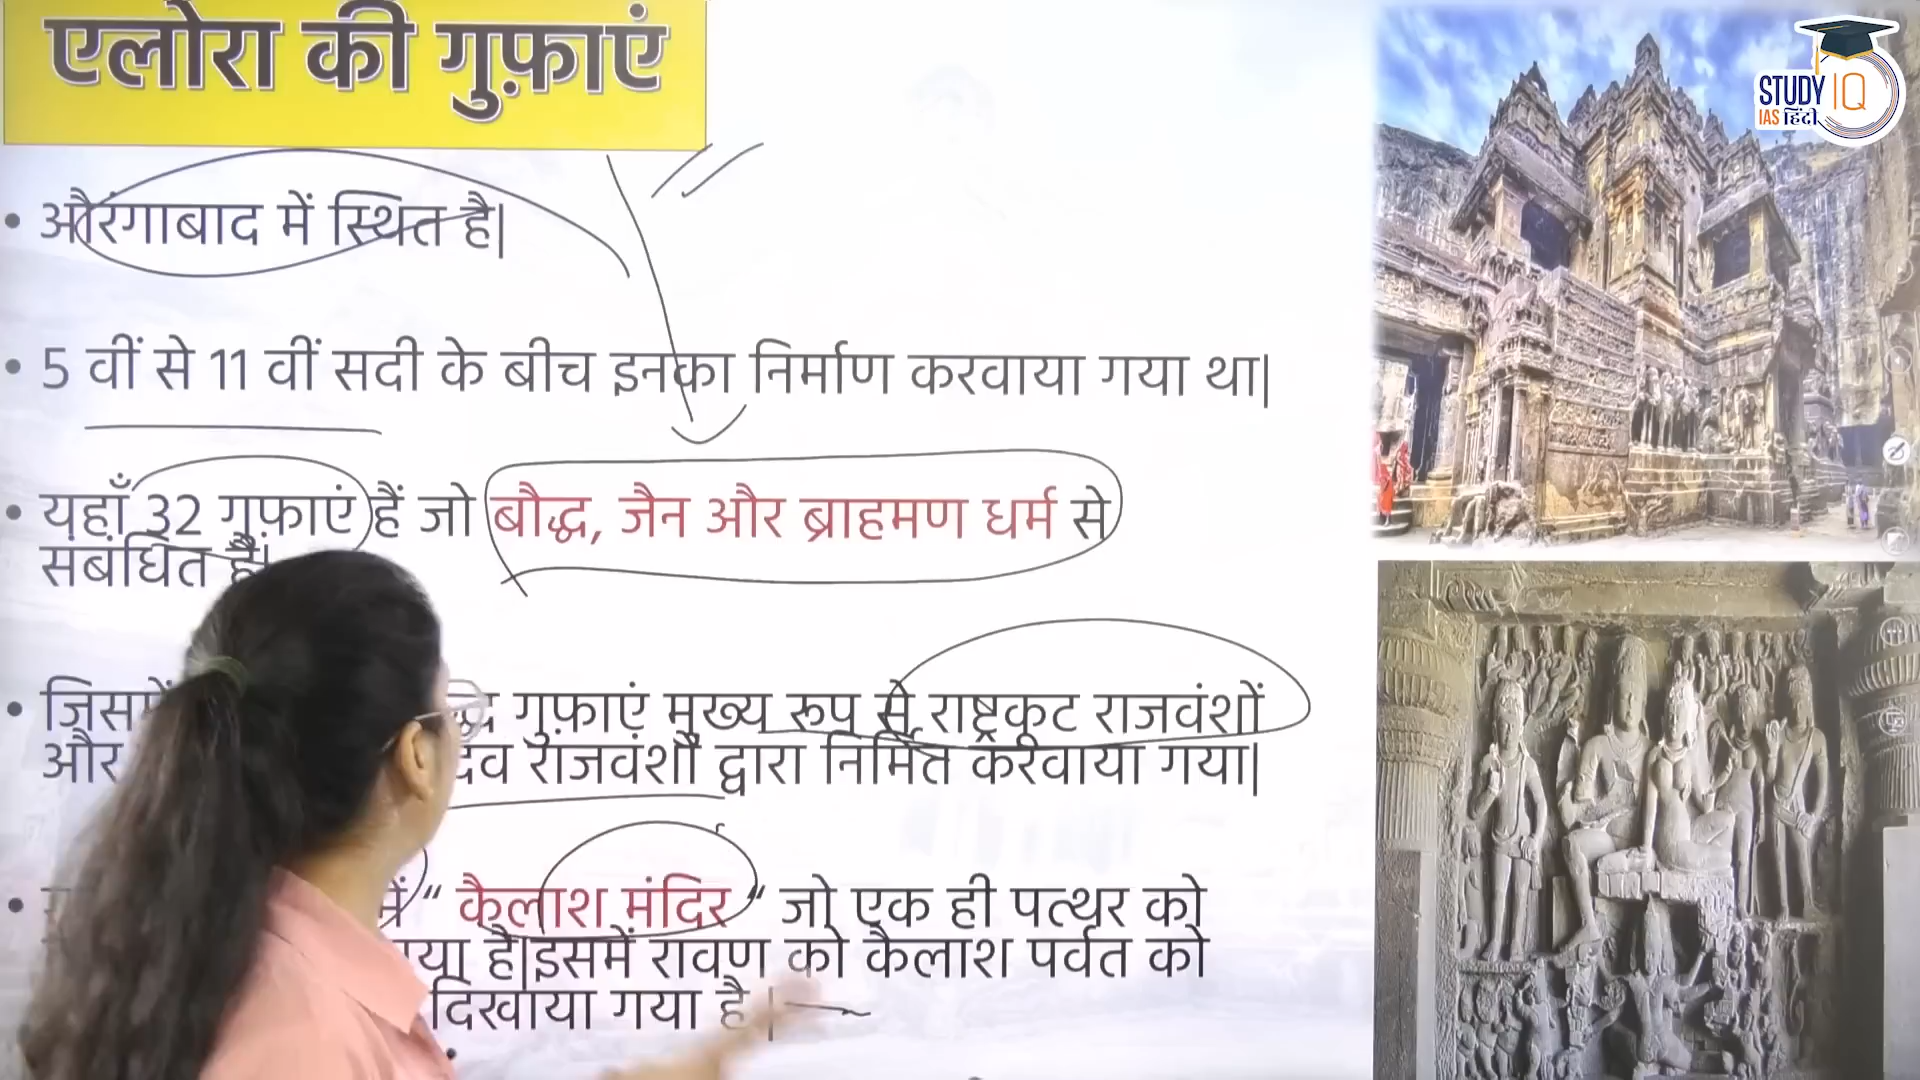 एलोरा की गुफ़ाएं
STUDY IQ
IAS हिंदी
• औरंगाबाद में स्थित है|
• 5 वीं से 11 वीं सदी के बीच इनका निर्माण करवाया गया था|
• यहाँ 32 गुफ़ाएं हैं जो बौद्ध, जैन और ब्राहमण धर्म से
संबंधित हैं|
• गुफ़ाएं मुख्य रूप से राष्ट्रकूट राजवंशों
और राजवंशों द्वारा निर्मित करवाया गया|
• में “ कैलाश मंदिर “ जो एक ही पत्थर को
है|इसमें रावण को कैलाश पर्वत को
दिखाया गया है |